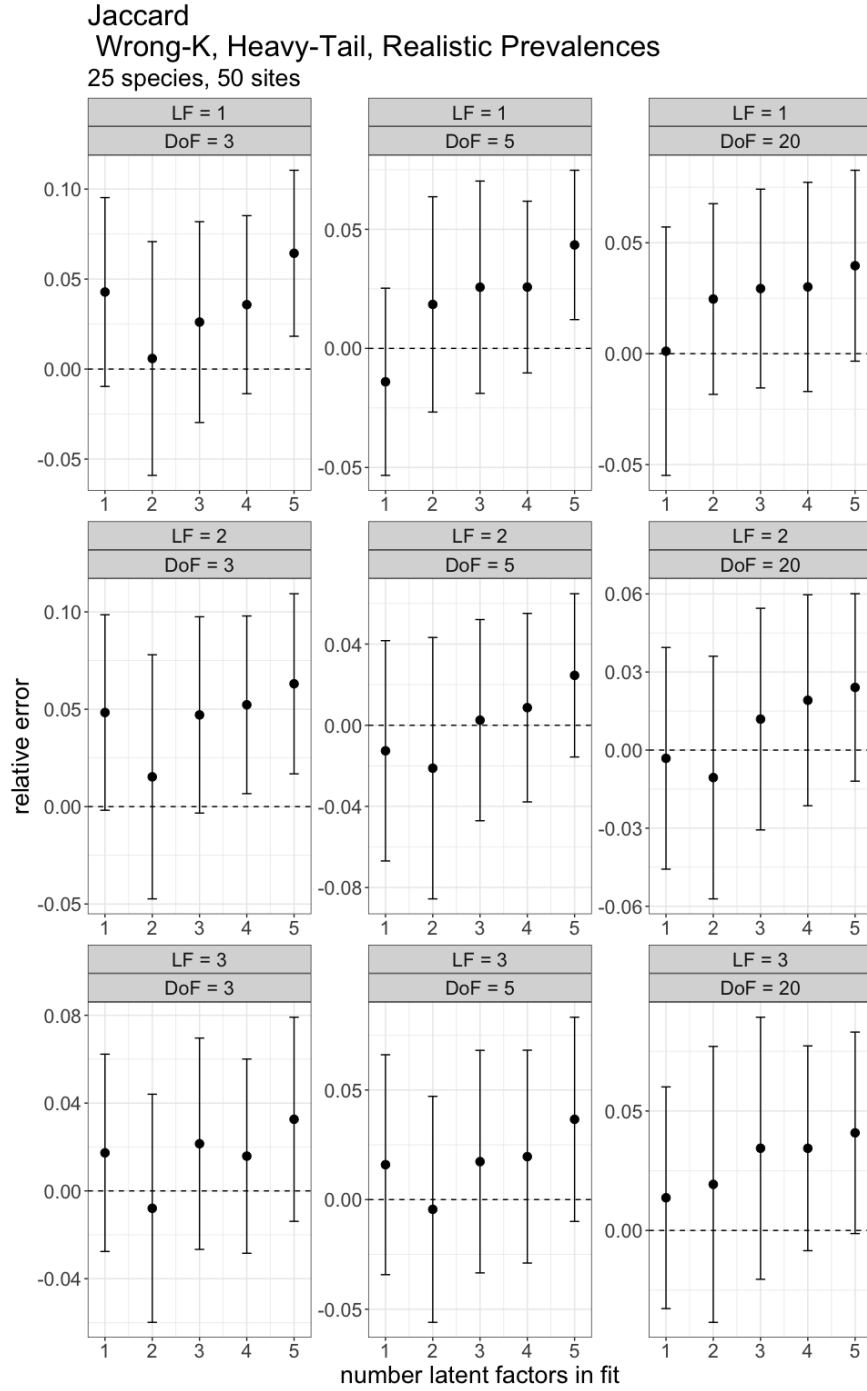 Jaccard
Wrong-K, Heavy-Tail, Realistic Prevalences
25 species, 50 sites
LF = 1
DoF = 3
0.10
0.05
0.00
-0.05
1 2 3 4 5
LF = 1
DoF = 5
0.05
0.00
-0.05
1 2 3 4 5
LF = 1
DoF = 20
0.05
0.00
-0.05
1 2 3 4 5
LF = 2
DoF = 3
0.10
0.05
0.00
-0.05
1 2 3 4 5
LF = 2
DoF = 5
0.04
0.00
-0.04
-0.08
1 2 3 4 5
LF = 2
DoF = 20
0.06
0.03
0.00
-0.03
-0.06
1 2 3 4 5
LF = 3
DoF = 3
0.08
0.04
0.00
-0.04
1 2 3 4 5
LF = 3
DoF = 5
0.05
0.00
-0.05
1 2 3 4 5
LF = 3
DoF = 20
0.05
0.00
1 2 3 4 5
relative error
number latent factors in fit